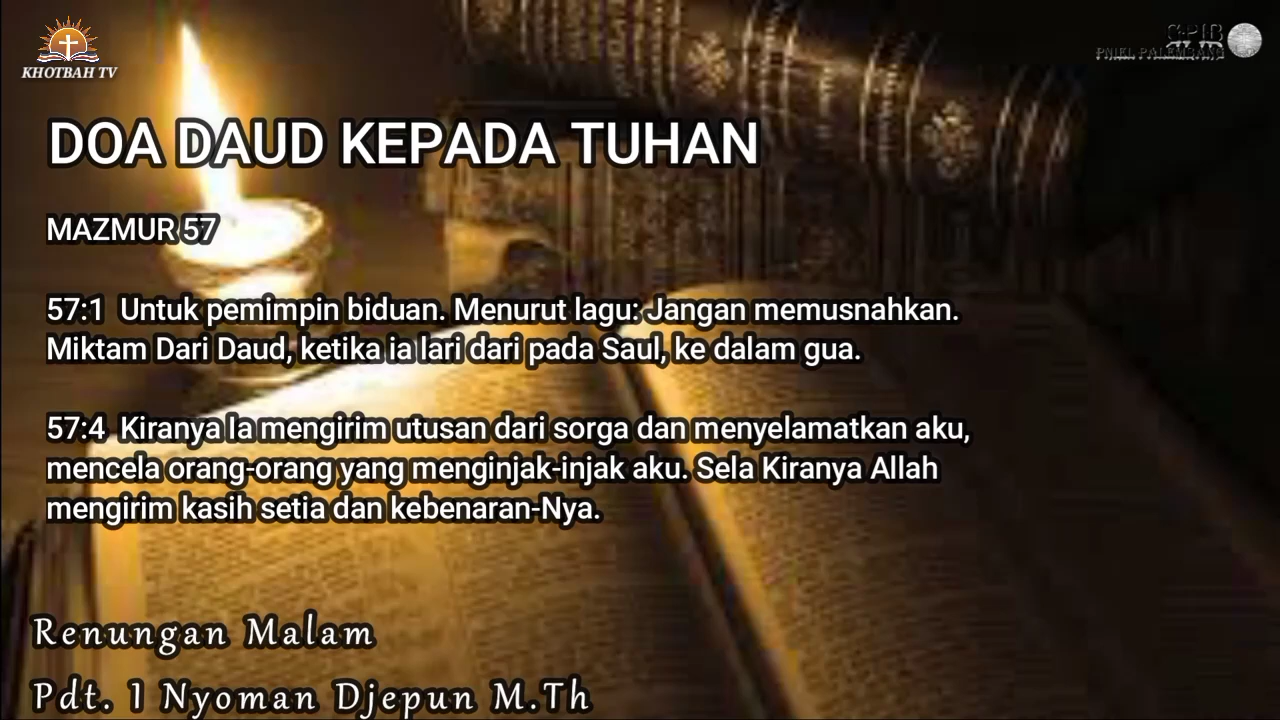 KHOTBAH TV
GPIB
PNIEL PALEMBANG
DOA DAUD KEPADA TUHAN
MAZMUR 57
57:1 Untuk pemimpin biduan. Menurut lagu: Jangan memusnahkan.
Miktam Dari Daud, ketika ia lari dari pada Saul, ke dalam gua.
57:4 Kiranya Ia mengirim utusan dari sorga dan menyelamatkan aku,
mencela orang-orang yang menginjak-injak aku. Sela Kiranya Allah
mengirim kasih setia dan kebenaran-Nya.
Renungan Malam
Pdt. I Nyoman Djepun M.Th